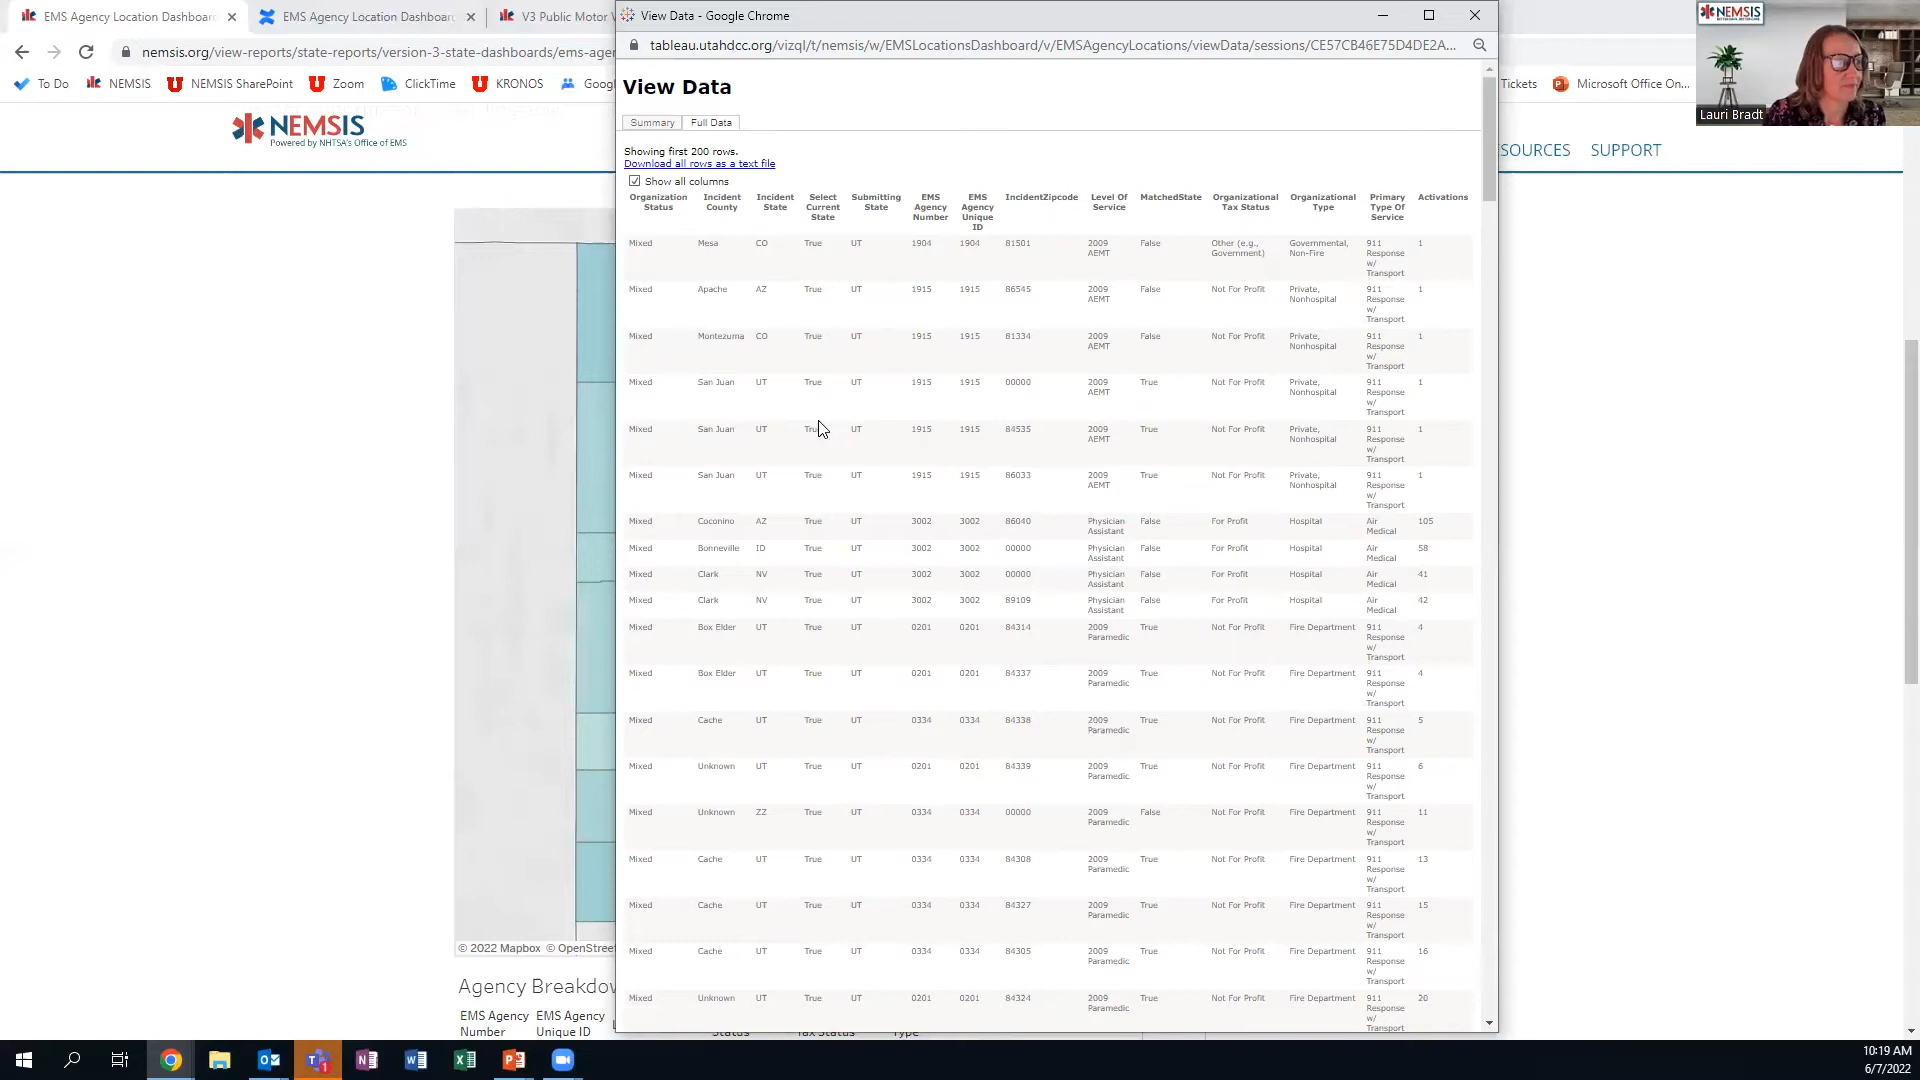 EMS Agency Location Dashboard
EMS Agency Location Dashboard
V3 Public Motor V
View Data - Google Chrome
nemsis.org/view-reports/state-reports/version-3-state-dashboards/ems-age
tableau.utahdcc.org/vizql/t/nemsis/w/EMSLocationsDashboard/v/EMSAgencyLocations/viewData/sessions/CE57CB46E75D4DE2A...
To Do
NEMSIS
NEMSIS SharePoint
Zoom
ClickTime
KRONOS
Googl
Tickets
Microsoft Office On...
NEMSIS
Lauri Bradt
NEMSIS
Powered by NHTSA's Office of EMS
SOURCES
SUPPORT
View Data
Summary
Full Data
Showing first 200 rows.
Download all rows as a text file
Show all columns
Organization Status Incident County Incident State Select Current State Submitting State EMS Agency Number EMS Agency Unique ID IncidentZipcode Level Of Service MatchedState Organizational Tax Status Organizational Type Primary Type Of Service Activations
Mixed Mesa CO True UT 1904 1904 81501 2009 AEMT False Other (e.g., Government) Governmental, Non-Fire 911 Response w/ Transport 1
Mixed Apache AZ True UT 1915 1915 86545 2009 AEMT False Not For Profit Private, Nonhospital 911 Response w/ Transport 1
Mixed Montezuma CO True UT 1915 1915 81334 2009 AEMT False Not For Profit Private, Nonhospital 911 Response w/ Transport 1
Mixed San Juan UT True UT 1915 1915 00000 2009 AEMT True Not For Profit Private, Nonhospital 911 Response w/ Transport 1
Mixed San Juan UT True UT 1915 1915 84535 2009 AEMT True Not For Profit Private, Nonhospital 911 Response w/ Transport 1
Mixed San Juan UT True UT 1915 1915 86033 2009 AEMT True Not For Profit Private, Nonhospital 911 Response w/ Transport 1
Mixed Coconino AZ True UT 3002 3002 86040 Physician Assistant False For Profit Hospital Air Medical 105
Mixed Bonneville ID True UT 3002 3002 00000 Physician Assistant False For Profit Hospital Air Medical 58
Mixed Clark NV True UT 3002 3002 00000 Physician Assistant False For Profit Hospital Air Medical 41
Mixed Clark NV True UT 3002 3002 89109 Physician Assistant False For Profit Hospital Air Medical 42
Mixed Box Elder UT True UT 0201 0201 84314 2009 Paramedic True Not For Profit Fire Department 911 Response w/ Transport 4
Mixed Box Elder UT True UT 0201 0201 84337 2009 Paramedic True Not For Profit Fire Department 911 Response w/ Transport 4
Mixed Cache UT True UT 0334 0334 84338 2009 Paramedic True Not For Profit Fire Department 911 Response w/ Transport 5
Mixed Unknown UT True UT 0201 0201 84339 2009 Paramedic True Not For Profit Fire Department 911 Response w/ Transport 6
Mixed Unknown ZZ True UT 0334 0334 00000 2009 Paramedic False Not For Profit Fire Department 911 Response w/ Transport 11
Mixed Cache UT True UT 0334 0334 84308 2009 Paramedic True Not For Profit Fire Department 911 Response w/ Transport 13
Mixed Cache UT True UT 0334 0334 84327 2009 Paramedic True Not For Profit Fire Department 911 Response w/ Transport 15
Mixed Cache UT True UT 0334 0334 84305 2009 Paramedic True Not For Profit Fire Department 911 Response w/ Transport 16
Mixed Unknown UT True UT 0201 0201 84324 2009 Paramedic True Not For Profit Fire Department 911 Response w/ Transport 20
© 2022 Mapbox © OpenStree
Agency Breakdow
EMS Agency Number EMS Agency Unique ID
Status Tax Status Type
10:19 AM
6/7/2022